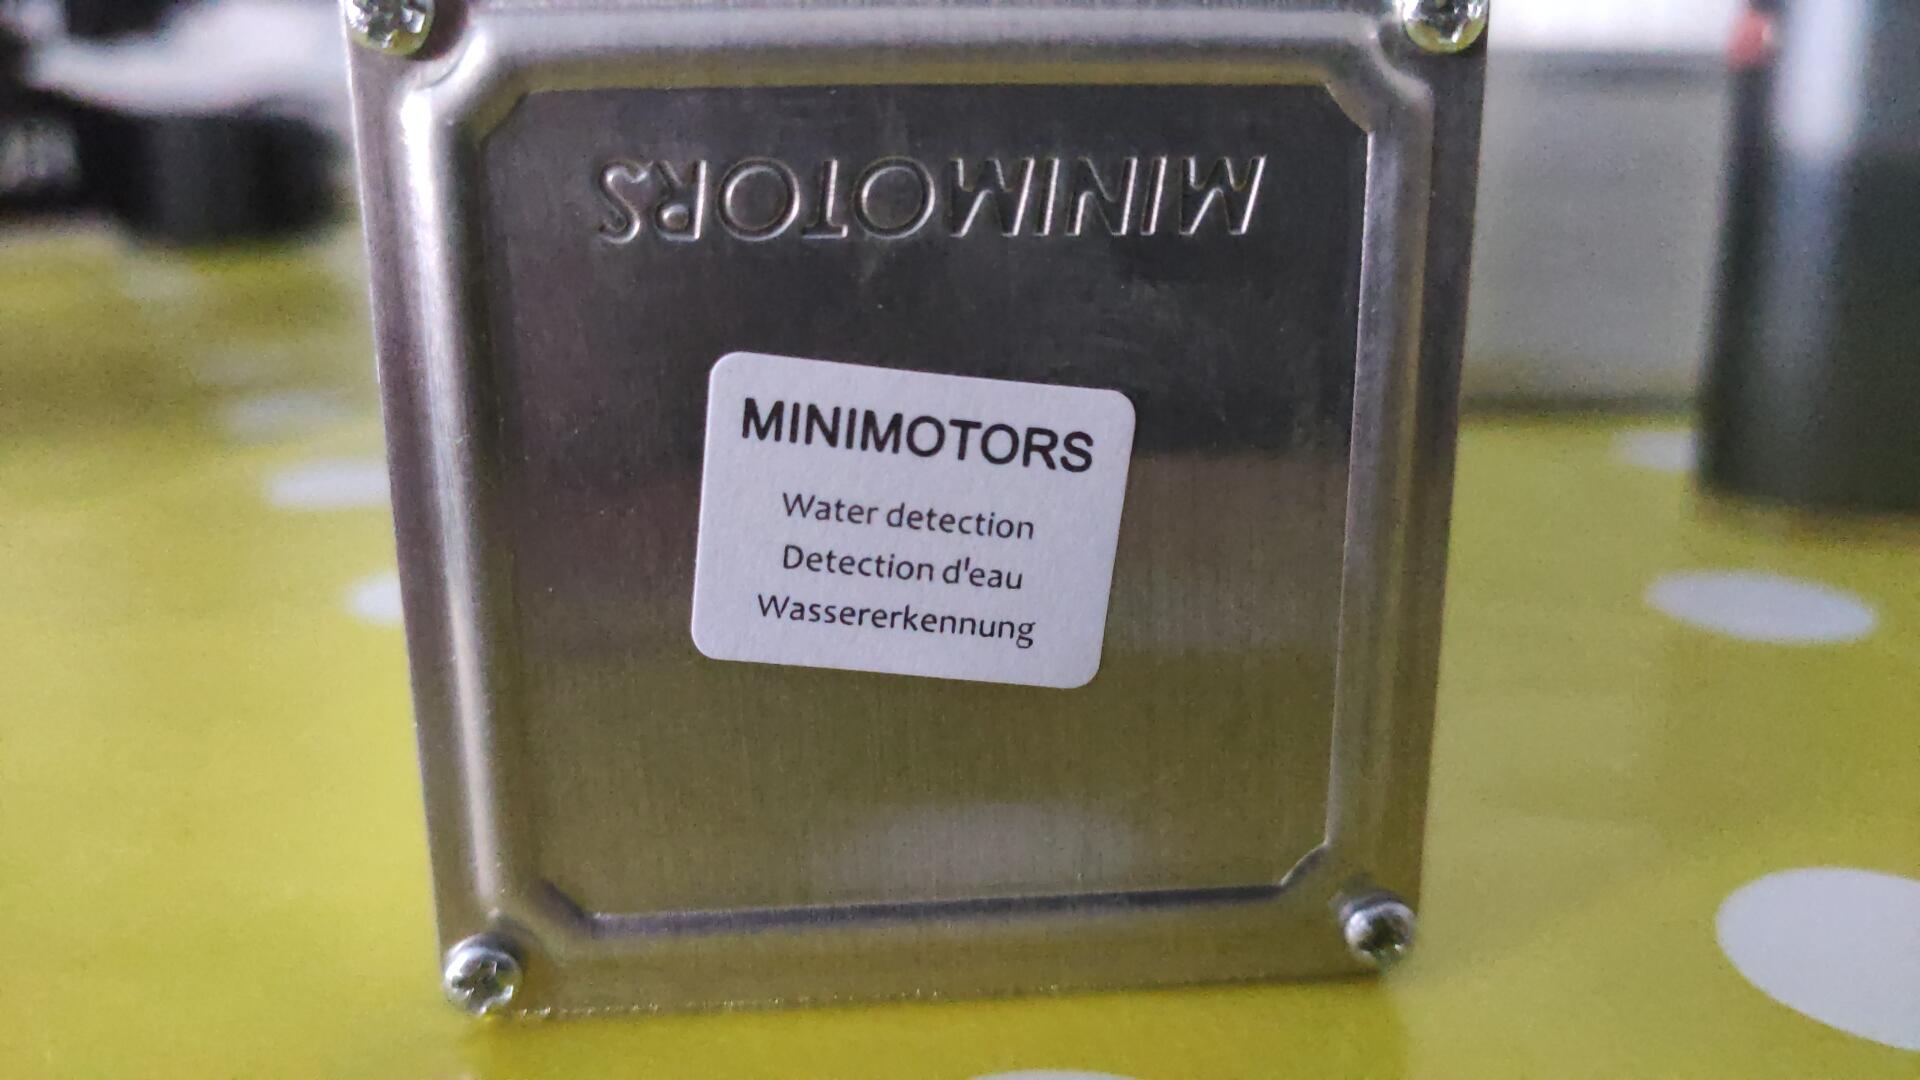 MINIMOTORS
MINIMOTORS
Water detection
Detection d'eau
Wassererkennung